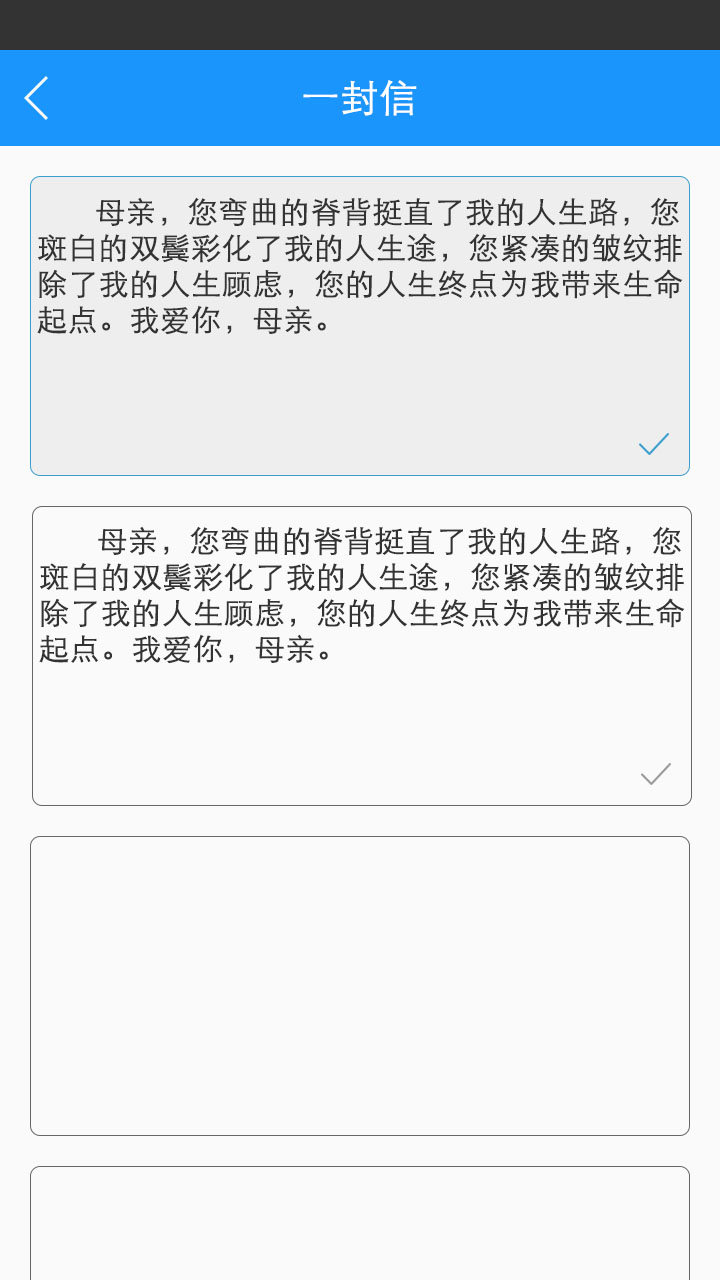 一封信
母亲，您弯曲的脊背挺直了我的人生路，您
斑白的双鬓彩化了我的人生途，您紧凑的皱纹排
除了我的人生顾虑，您的人生终点为我带来生命
起点。我爱你，母亲。
母亲，您弯曲的脊背挺直了我的人生路，您
斑白的双鬓彩化了我的人生途，您紧凑的皱纹排
除了我的人生顾虑，您的人生终点为我带来生命
起点。我爱你，母亲。